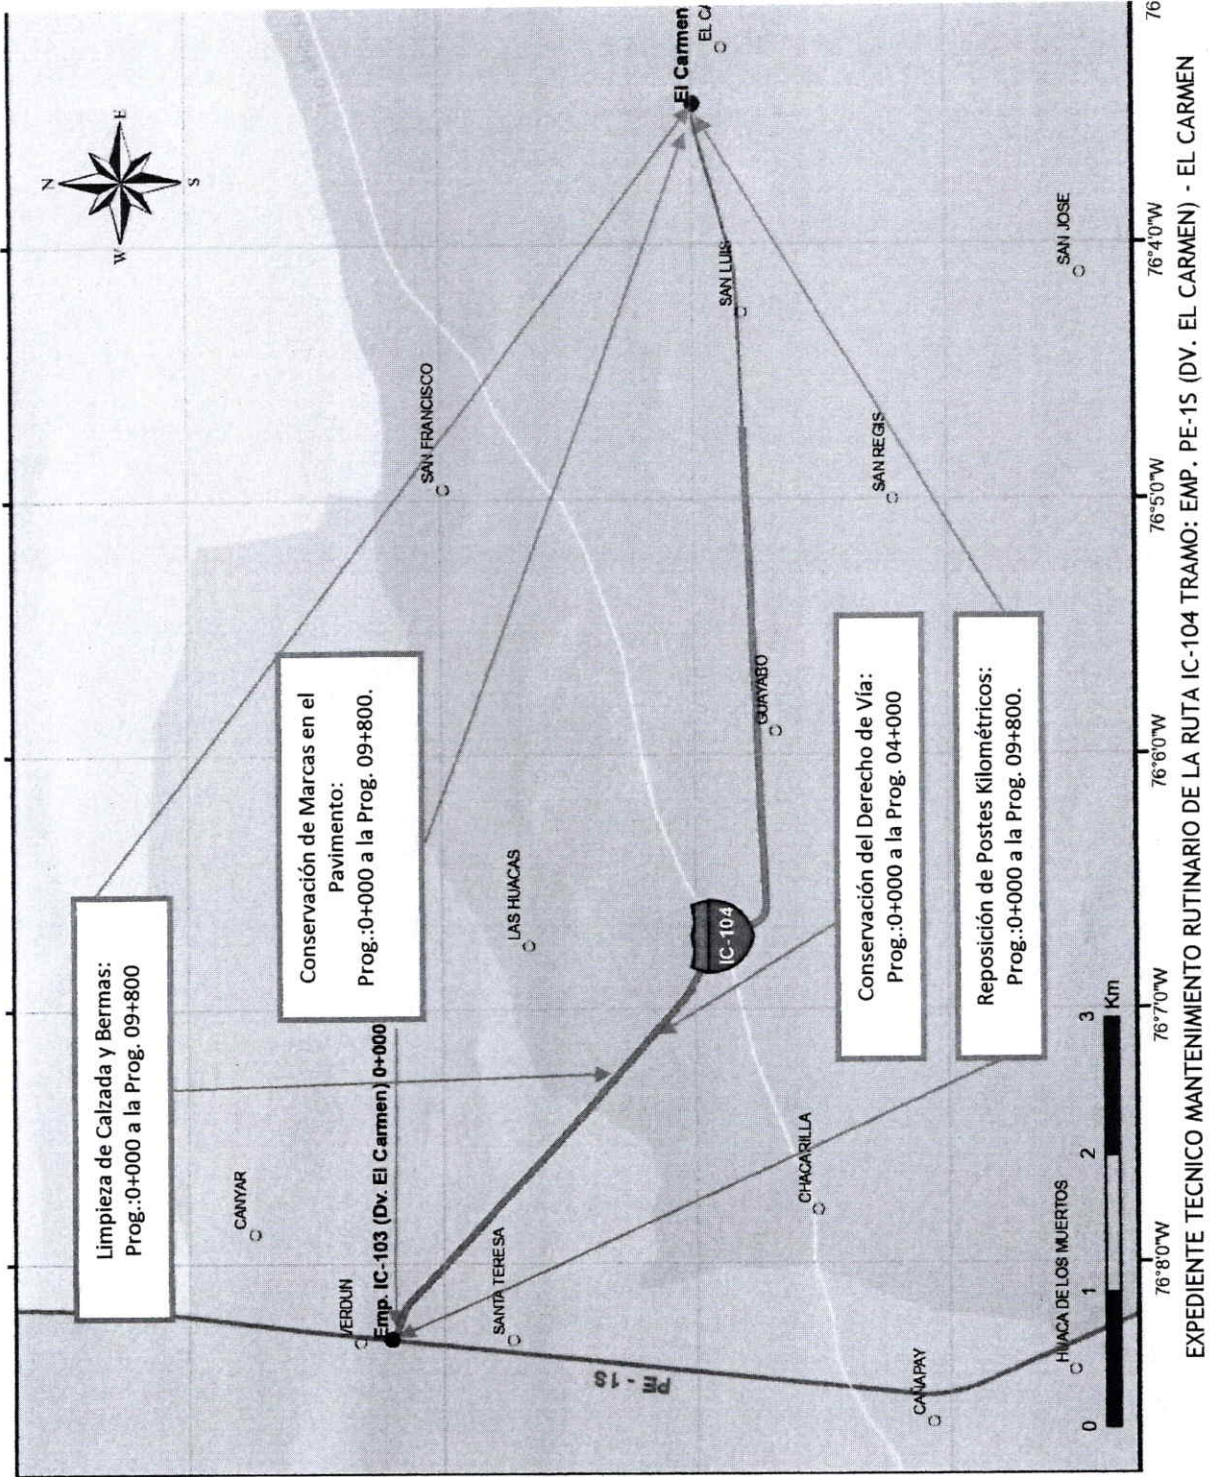 N
W
E
S
Limpieza de Calzada y Bermas:
Prog.:0+000 a la Prog. 09+800
Conservación de Marcas en el
Pavimento:
Prog.:0+000 a la Prog. 09+800.
CANYAR
VERDUN
Emp. IC-103 (Dv. El Carmen) 0+000
SANTA TERESA
LAS HUACAS
SAN FRANCISCO
El Carmen
SAN LUIS
IC-104
GUAYABO
SAN REGIS
SAN JOSE
PE - 1S
CHACARILLA
CAÑAPAY
HUACA DE LOS MUERTOS
Conservación del Derecho de Vía:
Prog.:0+000 a la Prog. 04+000
Reposición de Postes Kilométricos:
Prog.:0+000 a la Prog. 09+800.
0 1 2 3 Km
76°8'0"W 76°7'0"W 76°6'0"W 76°5'0"W 76°4'0"W
EXPEDIENTE TECNICO MANTENIMIENTO RUTINARIO DE LA RUTA IC-104 TRAMO: EMP. PE-1S (DV. EL CARMEN) - EL CARMEN